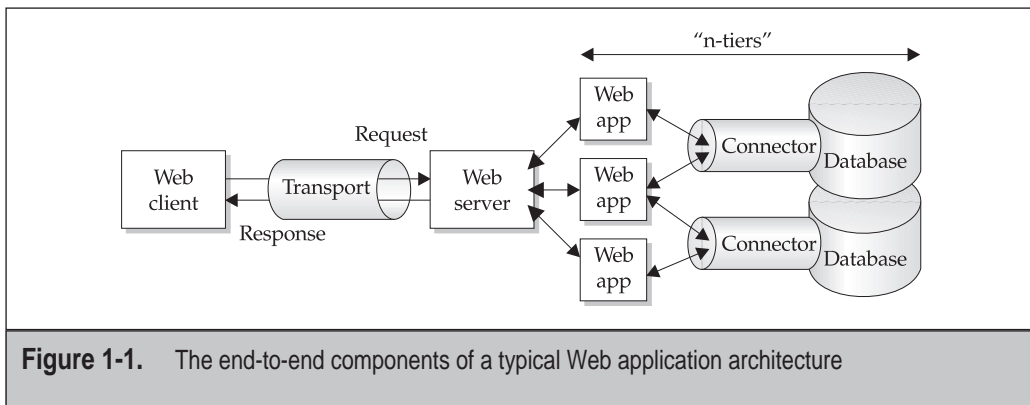 “n-tiers”
Web
app
Request
Connector
Database
Web
client
Transport
Web
server
Web
app
Response
Connector
Database
Web
app
Figure 1-1. The end-to-end components of a typical Web application architecture